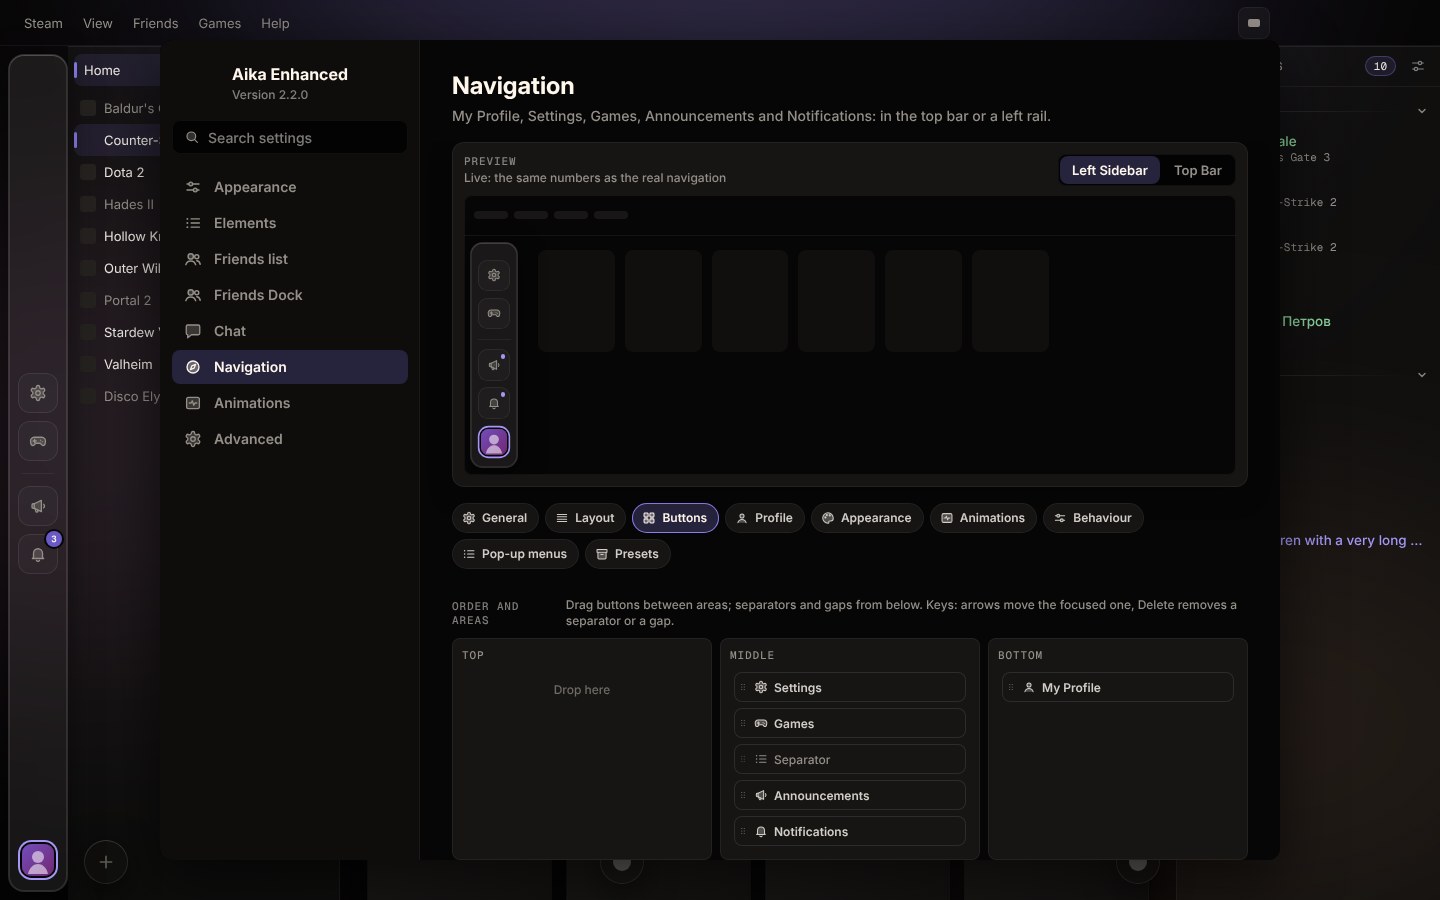 Steam View Friends Games Help
Home
Baldur's
Counter-
Dota 2
Hades II
Hollow
Outer
Portal 2
Stardew
Valheim
Disco
3
Aika Enhanced
Version 2.2.0
Search settings
Appearance
Elements
Friends list
Friends Dock
Chat
Navigation
Animations
Advanced
Navigation
My Profile, Settings, Games, Announcements and Notifications: in the top bar or a left rail.
PREVIEW
Live: the same numbers as the real navigation
Left Sidebar Top Bar
General Layout Buttons Profile Appearance Animations Behaviour
Pop-up menus Presets
ORDER AND AREAS
Drag buttons between areas; separators and gaps from below. Keys: arrows move the focused one, Delete removes a
separator or a gap.
TOP
Drop here
MIDDLE
Settings
Games
Separator
Announcements
Notifications
BOTTOM
My Profile
10
ale
s Gate 3
-Strike 2
-Strike 2
Петров
ren with a very long ...